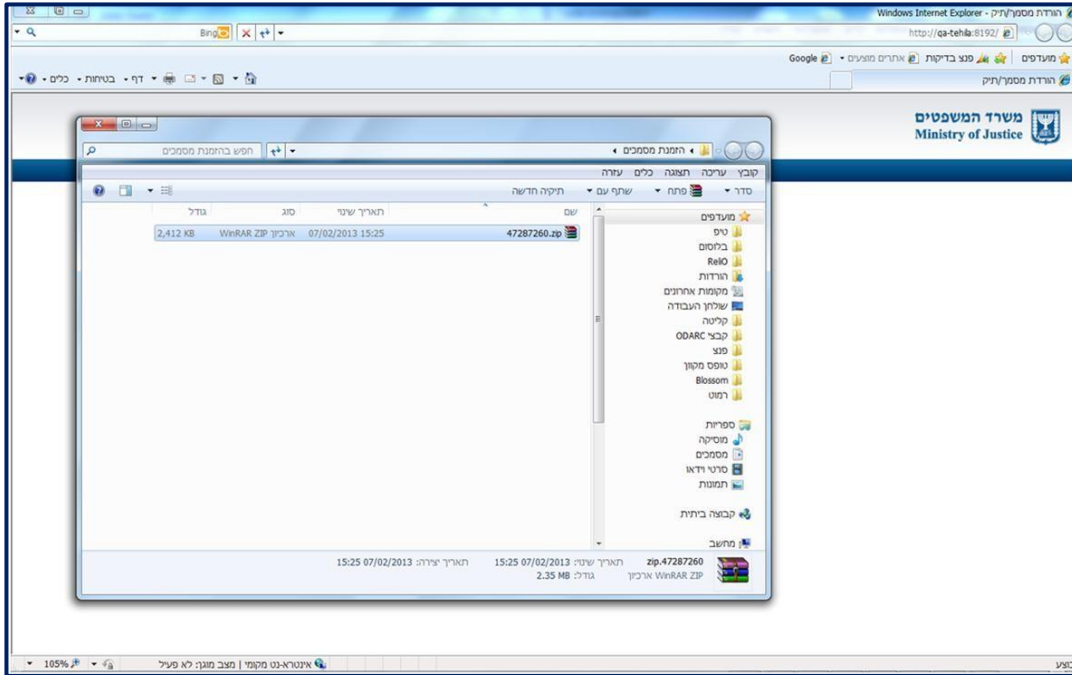 הורדת מסמך/תיק - Windows Internet Explorer
http://qa-tehila:8192/
Bing
מועדפים
פנצ בדיקות
אתרים מוצעים
Google
הורדת מסמך/תיק
דף
בטיחות
כלים
משרד המשפטים
Ministry of Justice
הזמנת מסמכים
חפש בהזמנת מסמכים
קובץ עריכה תצוגה כלים עזרה
סדר
פתח
שתף עם
תיקיה חדשה
שם
תאריך שינוי
סוג
גודל
47287260.zip
07/02/2013 15:25
ארכיון WinRAR ZIP
2,412 KB
מועדפים
טיפ
בלוסום
RelIO
הורדות
מקומות אחרונים
שולחן העבודה
קליטה
קבצי ODARC
פנצ
טופס מקוון
Blossom
רמוט
ספריות
מוסיקה
מסמכים
סרטי וידאו
תמונות
קבוצה ביתית
מחשב
zip.47287260
תאריך שינוי: 07/02/2013 15:25
תאריך יצירה: 07/02/2013 15:25
ארכיון WinRAR ZIP
גודל: 2.35 MB
בוצע
אינטרא-נט מקומי | מצב מוגן: לא פעיל
105%